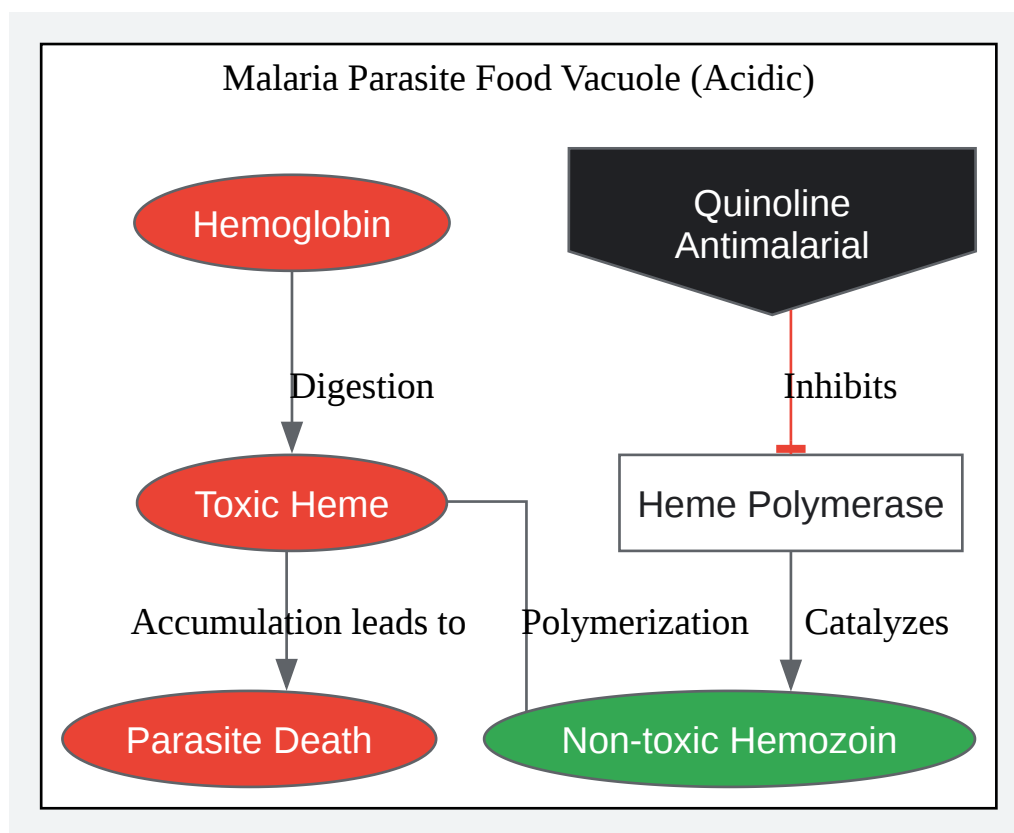 Malaria Parasite Food Vacuole (Acidic)
Hemoglobin
Quinoline
Antimalarial
Digestion
Inhibits
Toxic Heme
Heme Polymerase
Accumulation leads to
Polymerization
Catalyzes
Parasite Death
Non-toxic Hemozoin